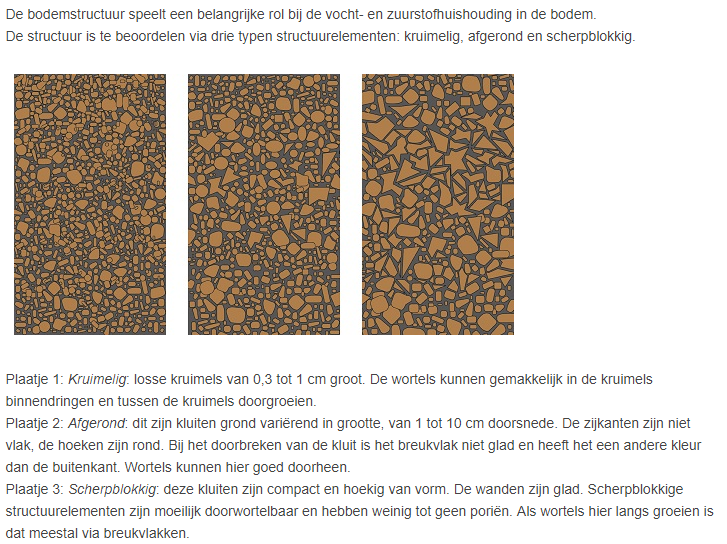 De bodemstructuur speelt een belangrijke rol bij de vocht- en zuurstofhuishouding in de bodem.
De structuur is te beoordelen via drie typen structuurelementen: kruimelig, afgerond en scherpblokkig.
Plaatje 1: Kruimelig: losse kruimels van 0,3 tot 1 cm groot. De wortels kunnen gemakkelijk in de kruimels
binnendringen en tussen de kruimels doorgroeien.
Plaatje 2: Afgerond: dit zijn kluiten grond variërend in grootte, van 1 tot 10 cm doorsnede. De zijkanten zijn niet
vlak, de hoeken zijn rond. Bij het doorbreken van de kluit is het breukvlak niet glad en heeft het een andere kleur
dan de buitenkant. Wortels kunnen hier goed doorheen.
Plaatje 3: Scherpblokkig: deze kluiten zijn compact en hoekig van vorm. De wanden zijn glad. Scherpblokkige
structuurelementen zijn moeilijk doorwortelbaar en hebben weinig tot geen poriën. Als wortels hier langs groeien is
dat meestal via breukvlakken.